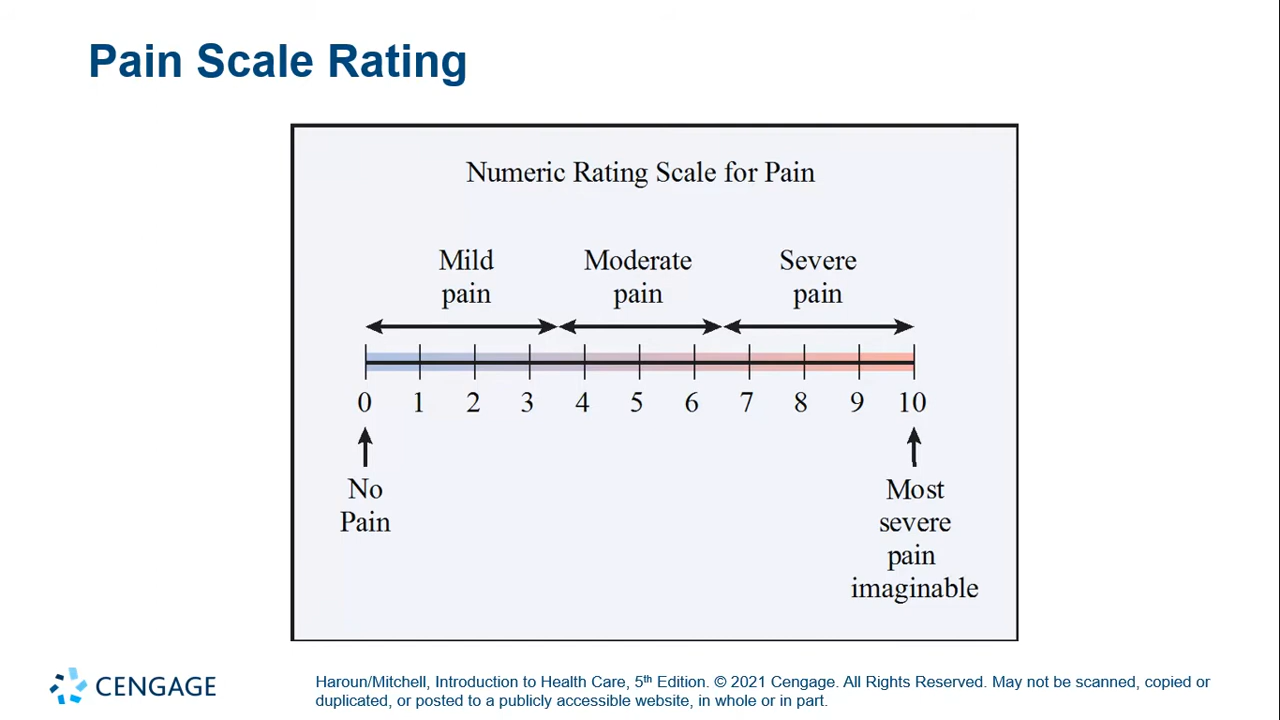 Pain Scale Rating
Numeric Rating Scale for Pain
Mild Moderate Severe
pain pain pain
0 1 2 3 4 5 6 7 8 9 10
No Most
Pain severe
pain
imaginable
CENGAGE
Haroun/Mitchell, Introduction to Health Care, 5th Edition. © 2021 Cengage. All Rights Reserved. May not be scanned, copied or
duplicated, or posted to a publicly accessible website, in whole or in part.